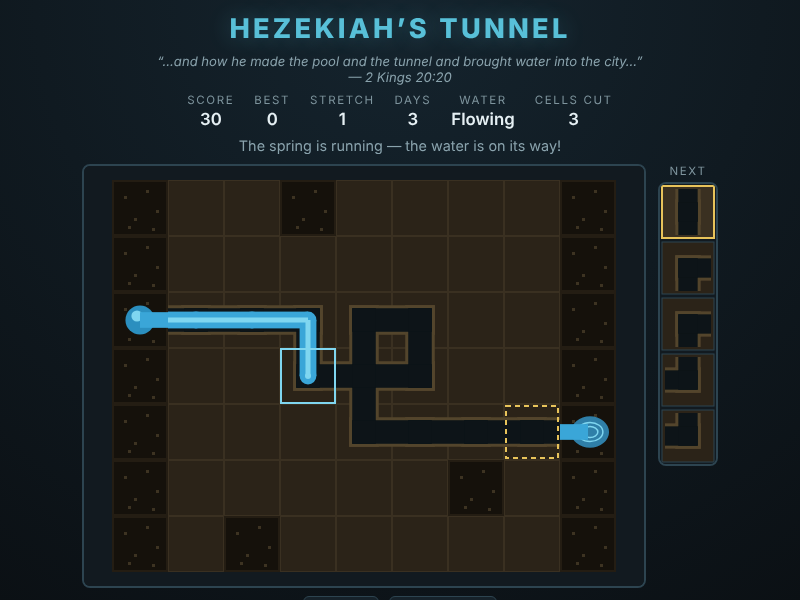 HEZEKIAH’S TUNNEL
“…and how he made the pool and the tunnel and brought water into the city…”
— 2 Kings 20:20
SCORE BEST STRETCH DAYS WATER CELLS CUT
30 0 1 3 Flowing 3
The spring is running — the water is on its way!
NEXT